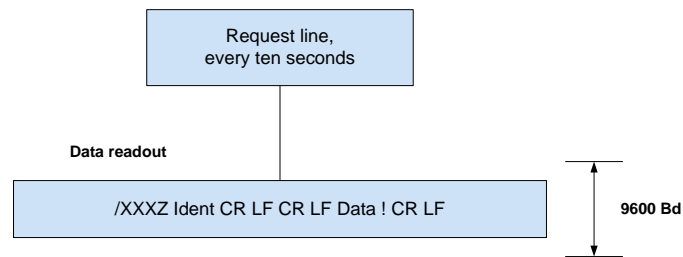 Request line,
every ten seconds
Data readout
/XXXZ Ident CR LF CR LF Data ! CR LF
9600 Bd